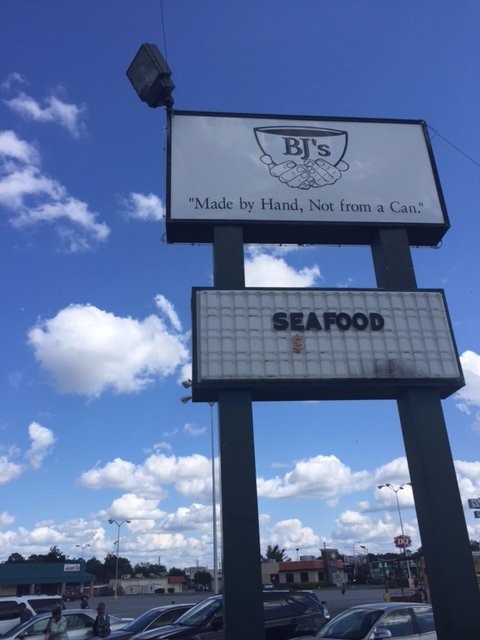 BJ's
"Made by Hand, Not from a Can."
SEAFOOD
$